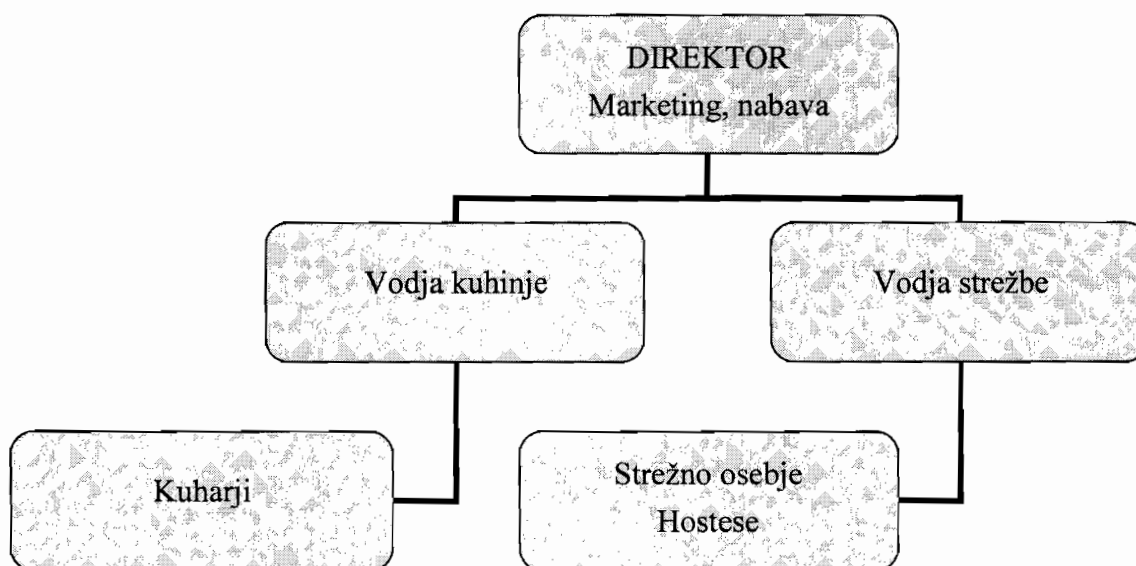 DIREKTOR
Marketing, nabava
Vodja kuhinje
Vodja strežbe
Kuharji
Strežno osebje
Hostese